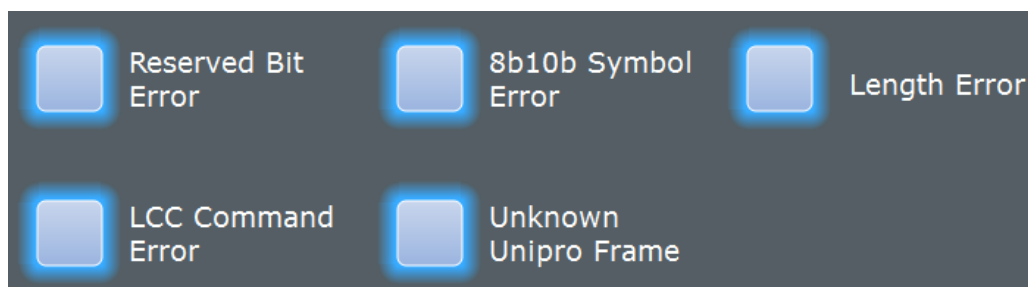 Reserved Bit
Error
8b10b Symbol
Error
Length Error
LCC Command
Error
Unknown
Unipro Frame